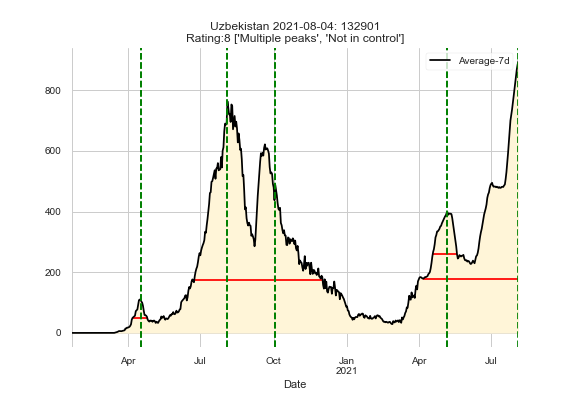 Uzbekistan 2021-08-04: 132901
Rating:8 ['Multiple peaks', 'Not in control']
Average-7d
800
600
400
200
0
Apr Jul Oct Jan Apr Jul
2021
Date